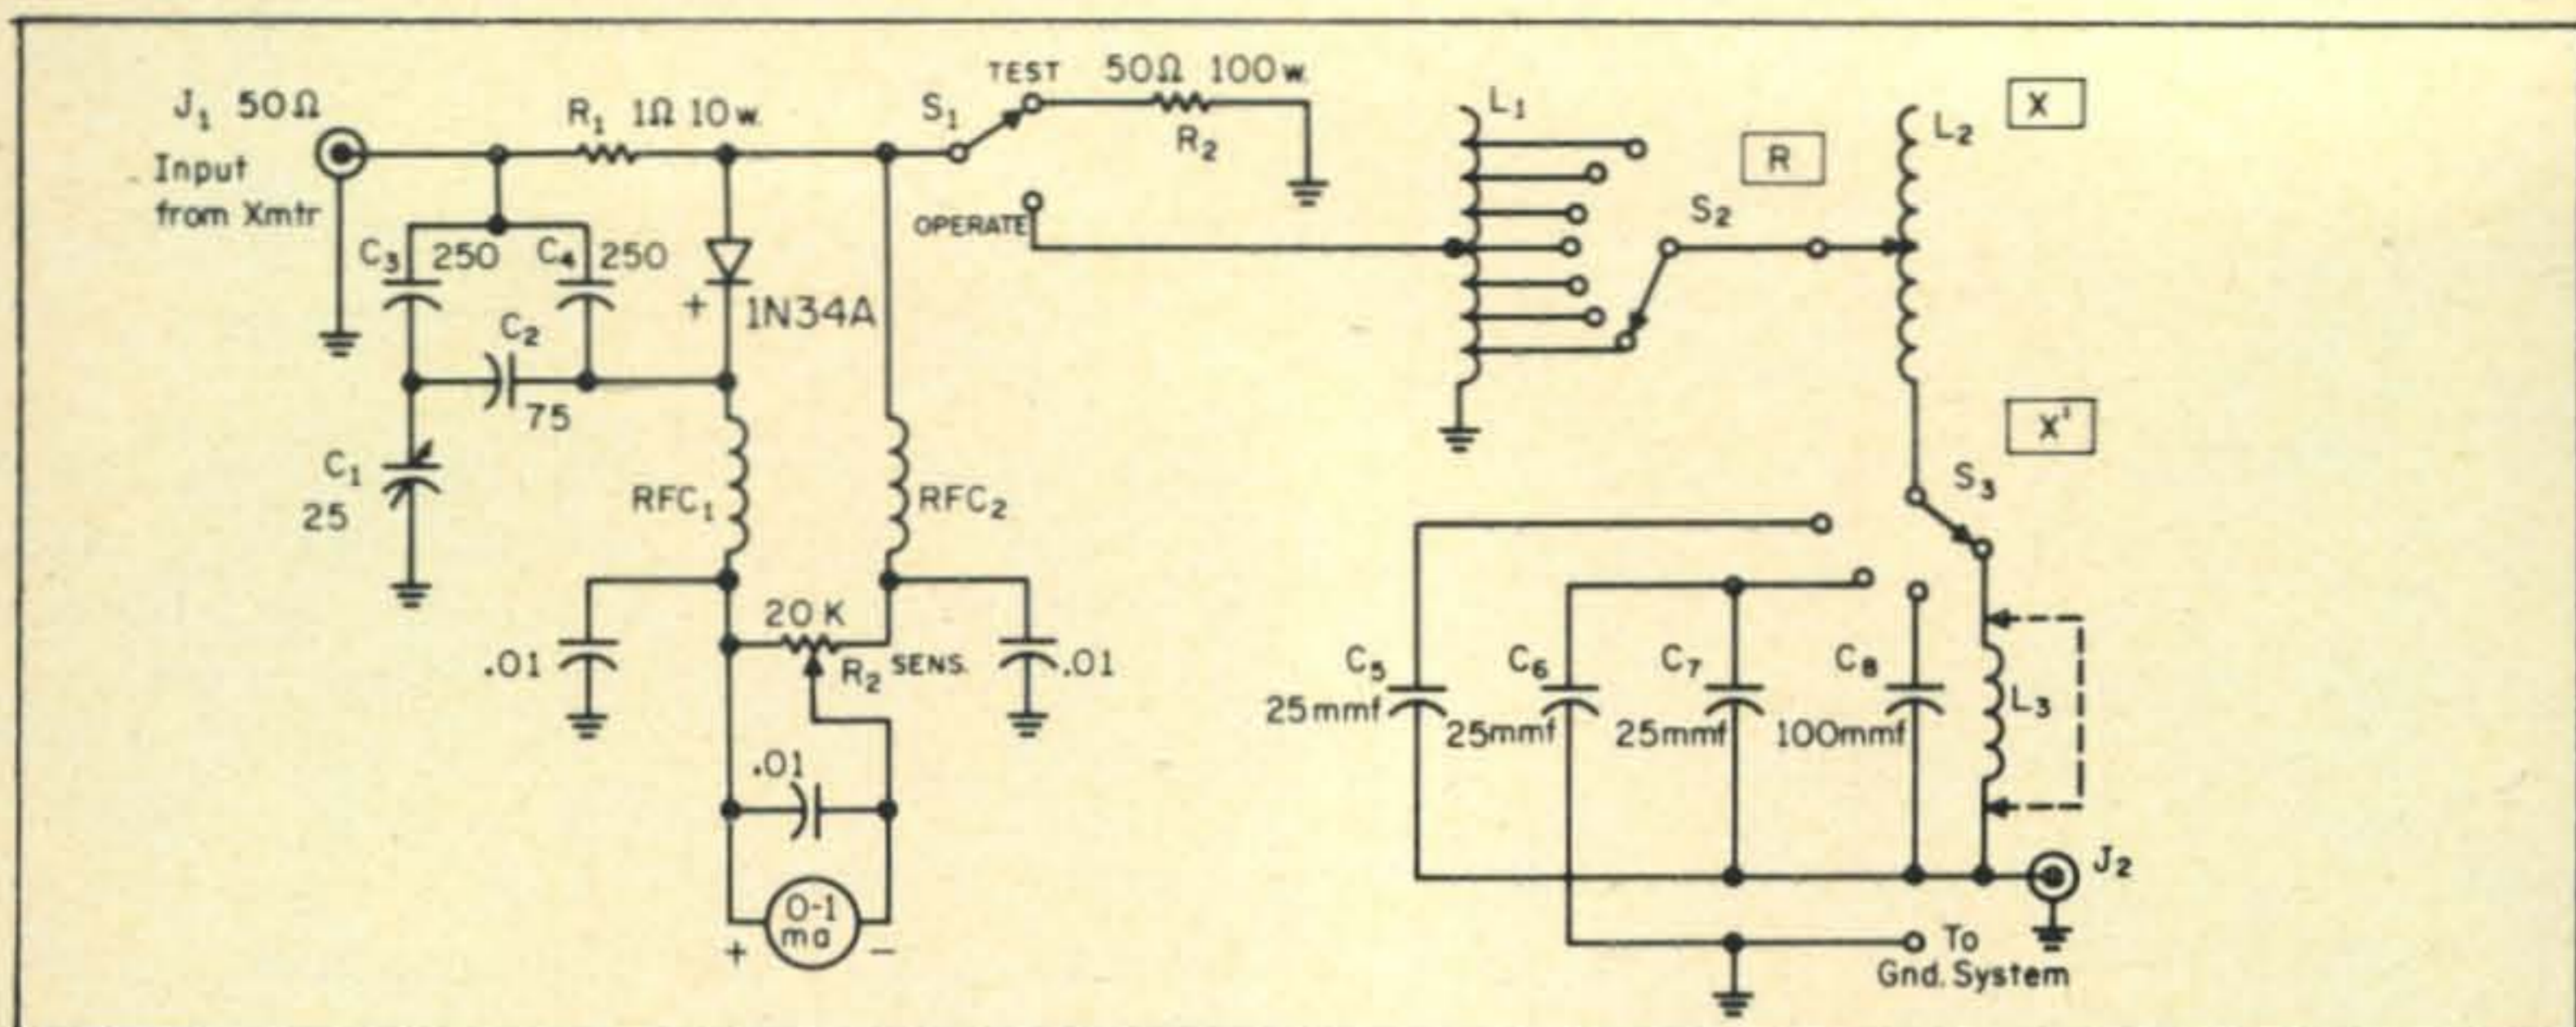 J1 50Ω
Input
from Xmtr
R1 1Ω 10w.
S1
TEST
50Ω 100w.
R2
OPERATE
C3 250
C4 250
C2
75
+ 1N34A
C1
25
RFC1
RFC2
.01
20K
R2 SENS.
.01
.01
0-1
ma
+ −
L1
S2
R
L2
X
X'
S3
C5
25mmf
C6
25mmf
C7
25mmf
C8
100mmf
L3
J2
To
Gnd. System